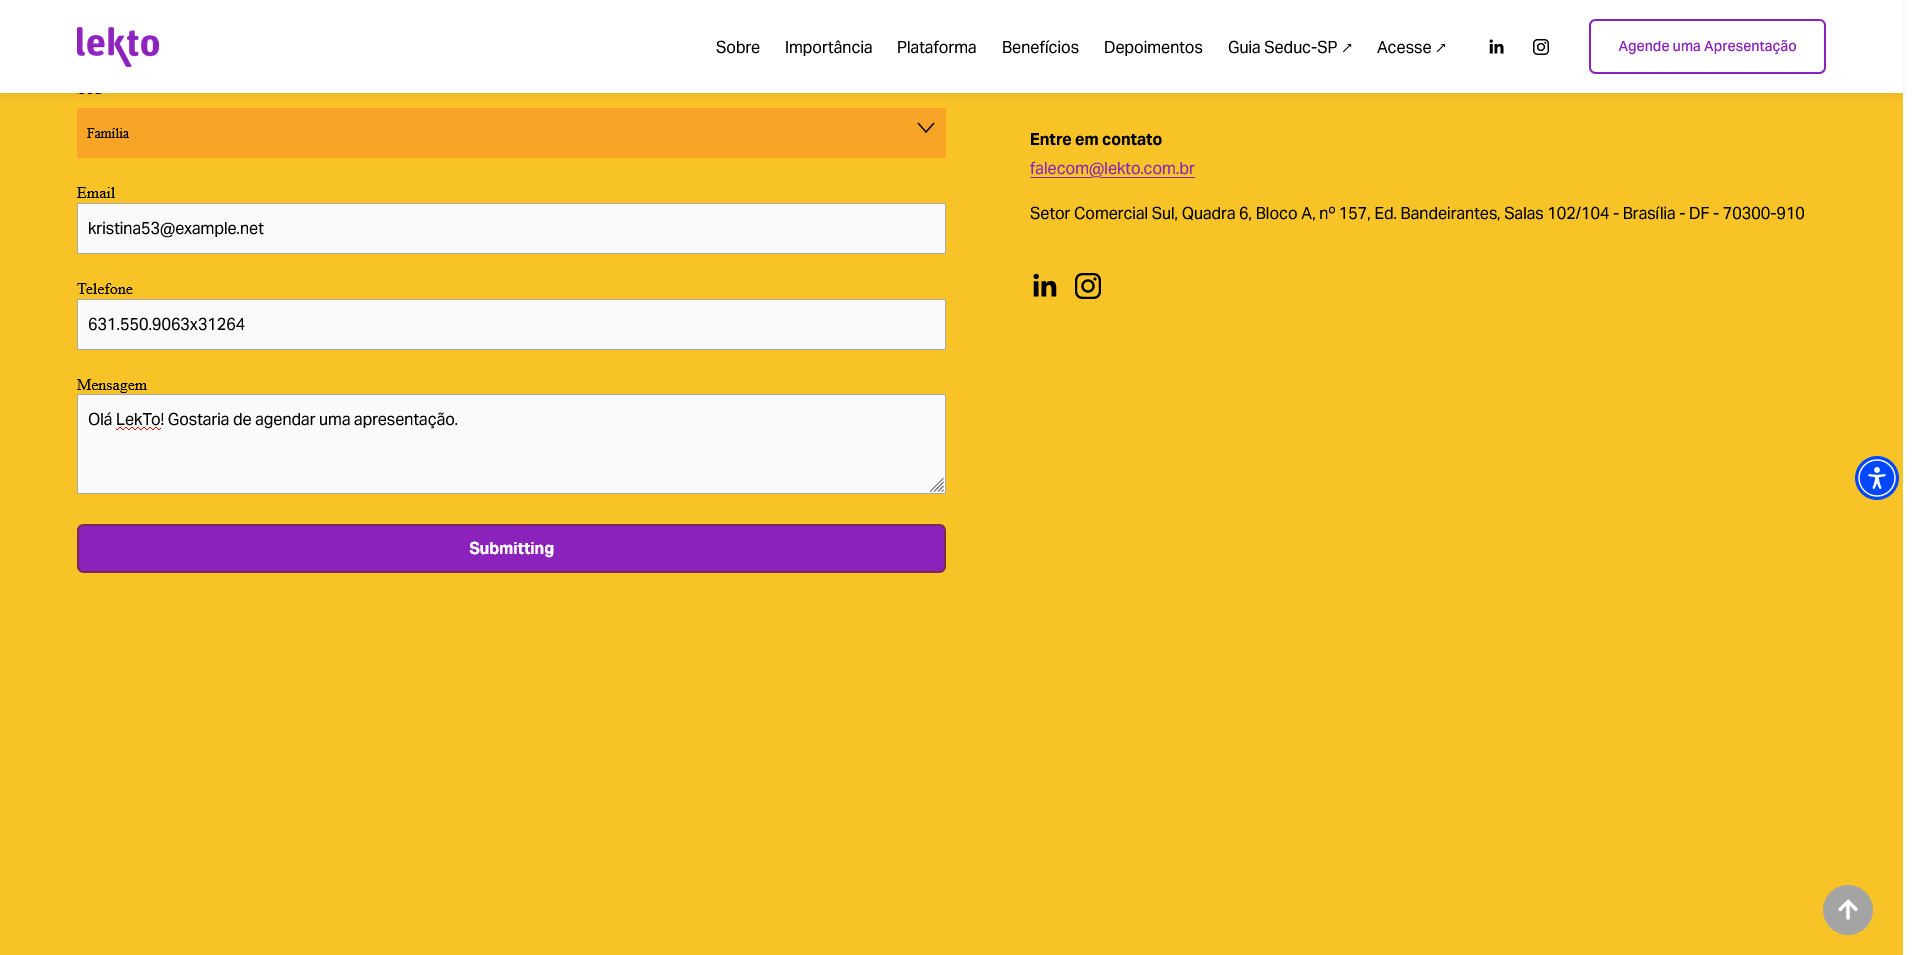 lekto
Sobre
Importância
Plataforma
Benefícios
Depoimentos
Guia Seduc-SP ↗
Acesse ↗
Agende uma Apresentação
Família
Email
kristina53@example.net
Telefone
631.550.9063x31264
Mensagem
Olá LekTo! Gostaria de agendar uma apresentação.
Submitting
Entre em contato
falecom@lekto.com.br
Setor Comercial Sul, Quadra 6, Bloco A, nº 157, Ed. Bandeirantes, Salas 102/104 - Brasília - DF - 70300-910